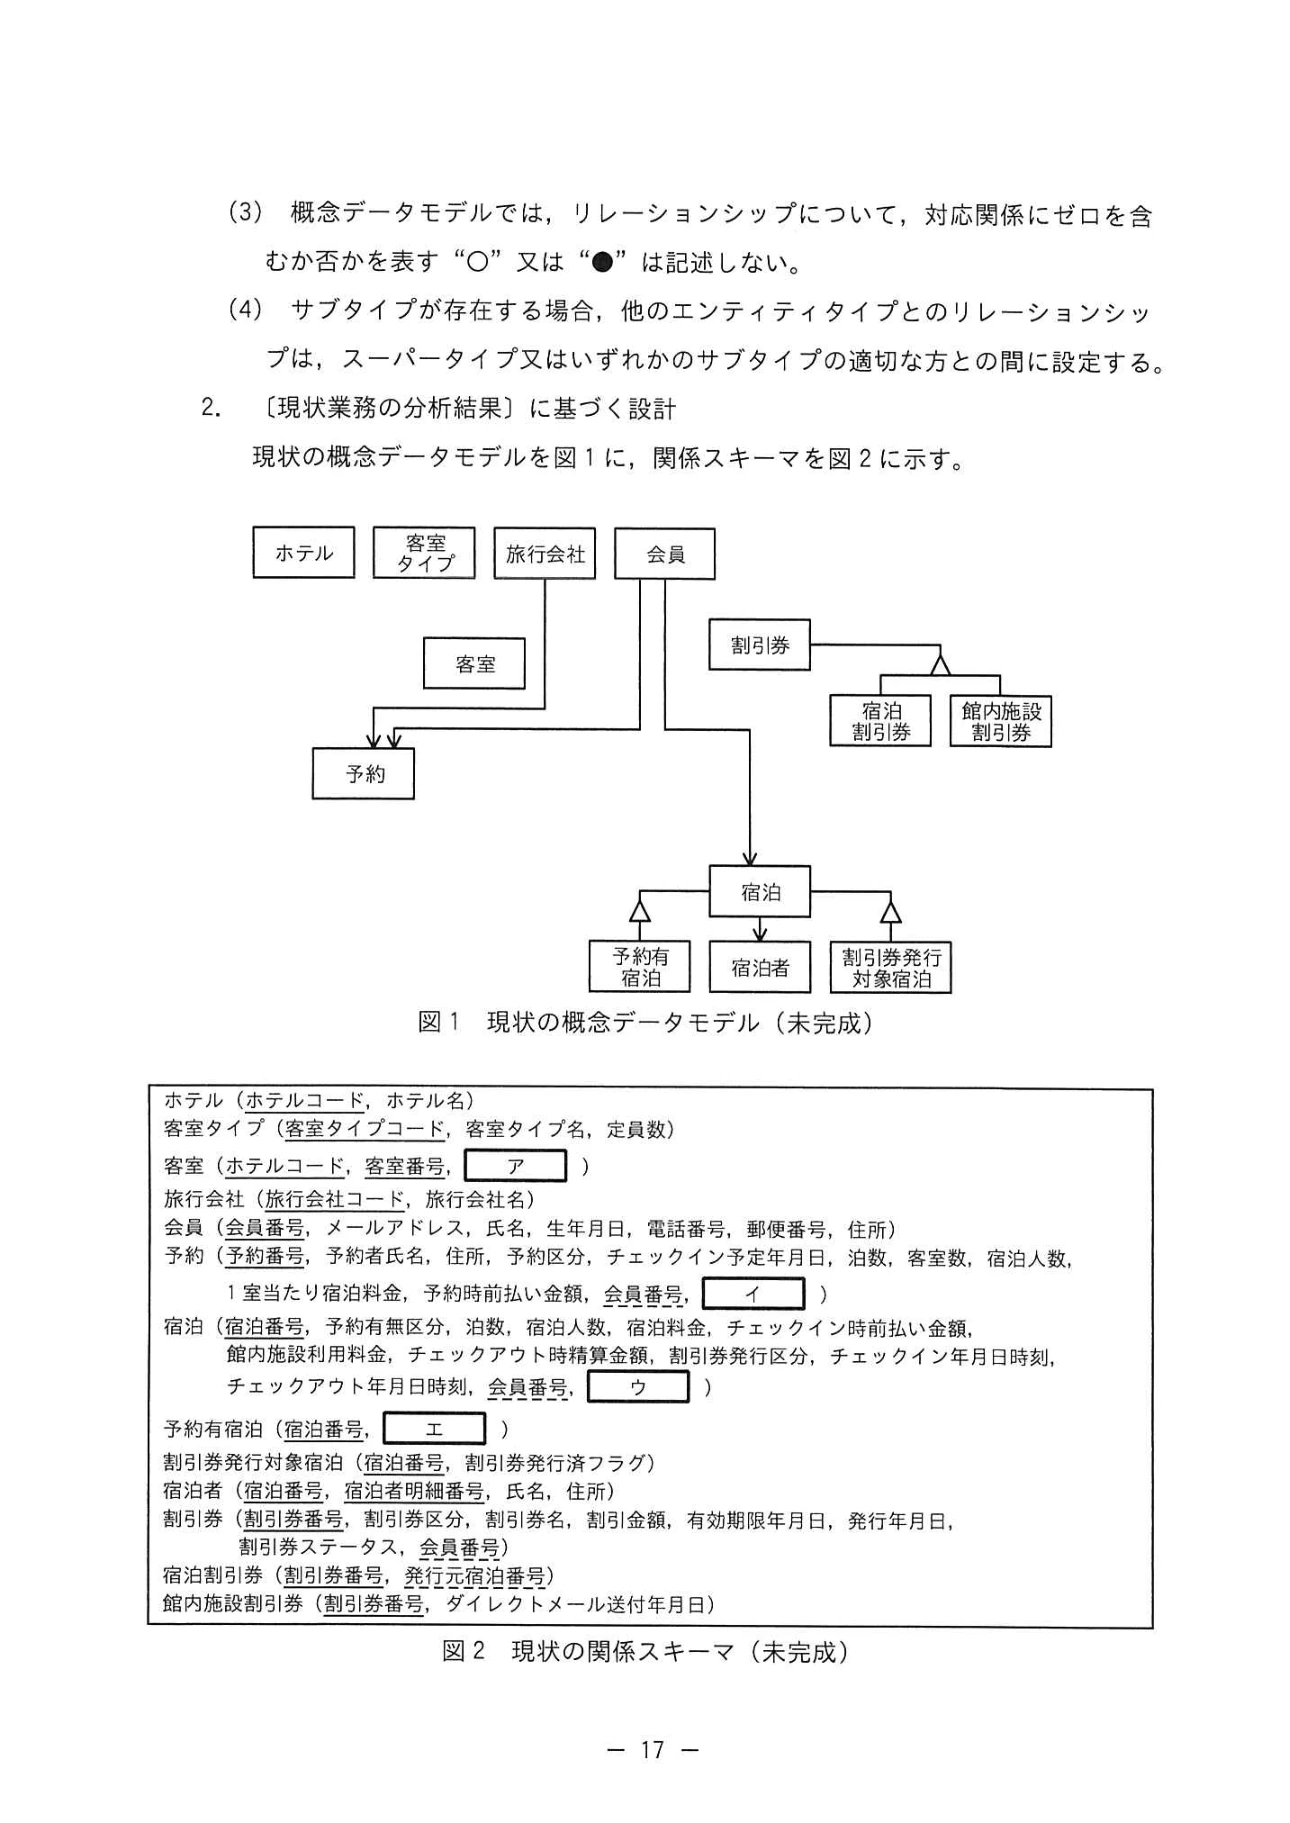 (3) 概念データモデルでは，リレーションシップについて，対応関係にゼロを含
むか否かを表す“○”又は“●”は記述しない。
(4) サブタイプが存在する場合，他のエンティティタイプとのリレーションシッ
プは，スーパータイプ又はいずれかのサブタイプの適切な方との間に設定する。
2. 〔現状業務の分析結果〕に基づく設計
現状の概念データモデルを図1に，関係スキーマを図2に示す。
ホテル
客室
タイプ
旅行会社
会員
客室
割引券
宿泊
割引券
館内施設
割引券
予約
宿泊
予約有
宿泊
宿泊者
割引券発行
対象宿泊
図1 現状の概念データモデル（未完成）
ホテル（ホテルコード，ホテル名）
客室タイプ（客室タイプコード，客室タイプ名，定員数）
客室（ホテルコード，客室番号， ア ）
旅行会社（旅行会社コード，旅行会社名）
会員（会員番号，メールアドレス，氏名，生年月日，電話番号，郵便番号，住所）
予約（予約番号，予約者氏名，住所，予約区分，チェックイン予定年月日，泊数，客室数，宿泊人数，
1室当たり宿泊料金，予約時前払い金額，会員番号， イ ）
宿泊（宿泊番号，予約有無区分，泊数，宿泊人数，宿泊料金，チェックイン時前払い金額，
館内施設利用料金，チェックアウト時精算金額，割引券発行区分，チェックイン年月日時刻，
チェックアウト年月日時刻，会員番号， ウ ）
予約有宿泊（宿泊番号， エ ）
割引券発行対象宿泊（宿泊番号，割引券発行済フラグ）
宿泊者（宿泊番号，宿泊者明細番号，氏名，住所）
割引券（割引券番号，割引券区分，割引券名，割引金額，有効期限年月日，発行年月日，
割引券ステータス，会員番号）
宿泊割引券（割引券番号，発行元宿泊番号）
館内施設割引券（割引券番号，ダイレクトメール送付年月日）
図2 現状の関係スキーマ（未完成）
－ 17 －